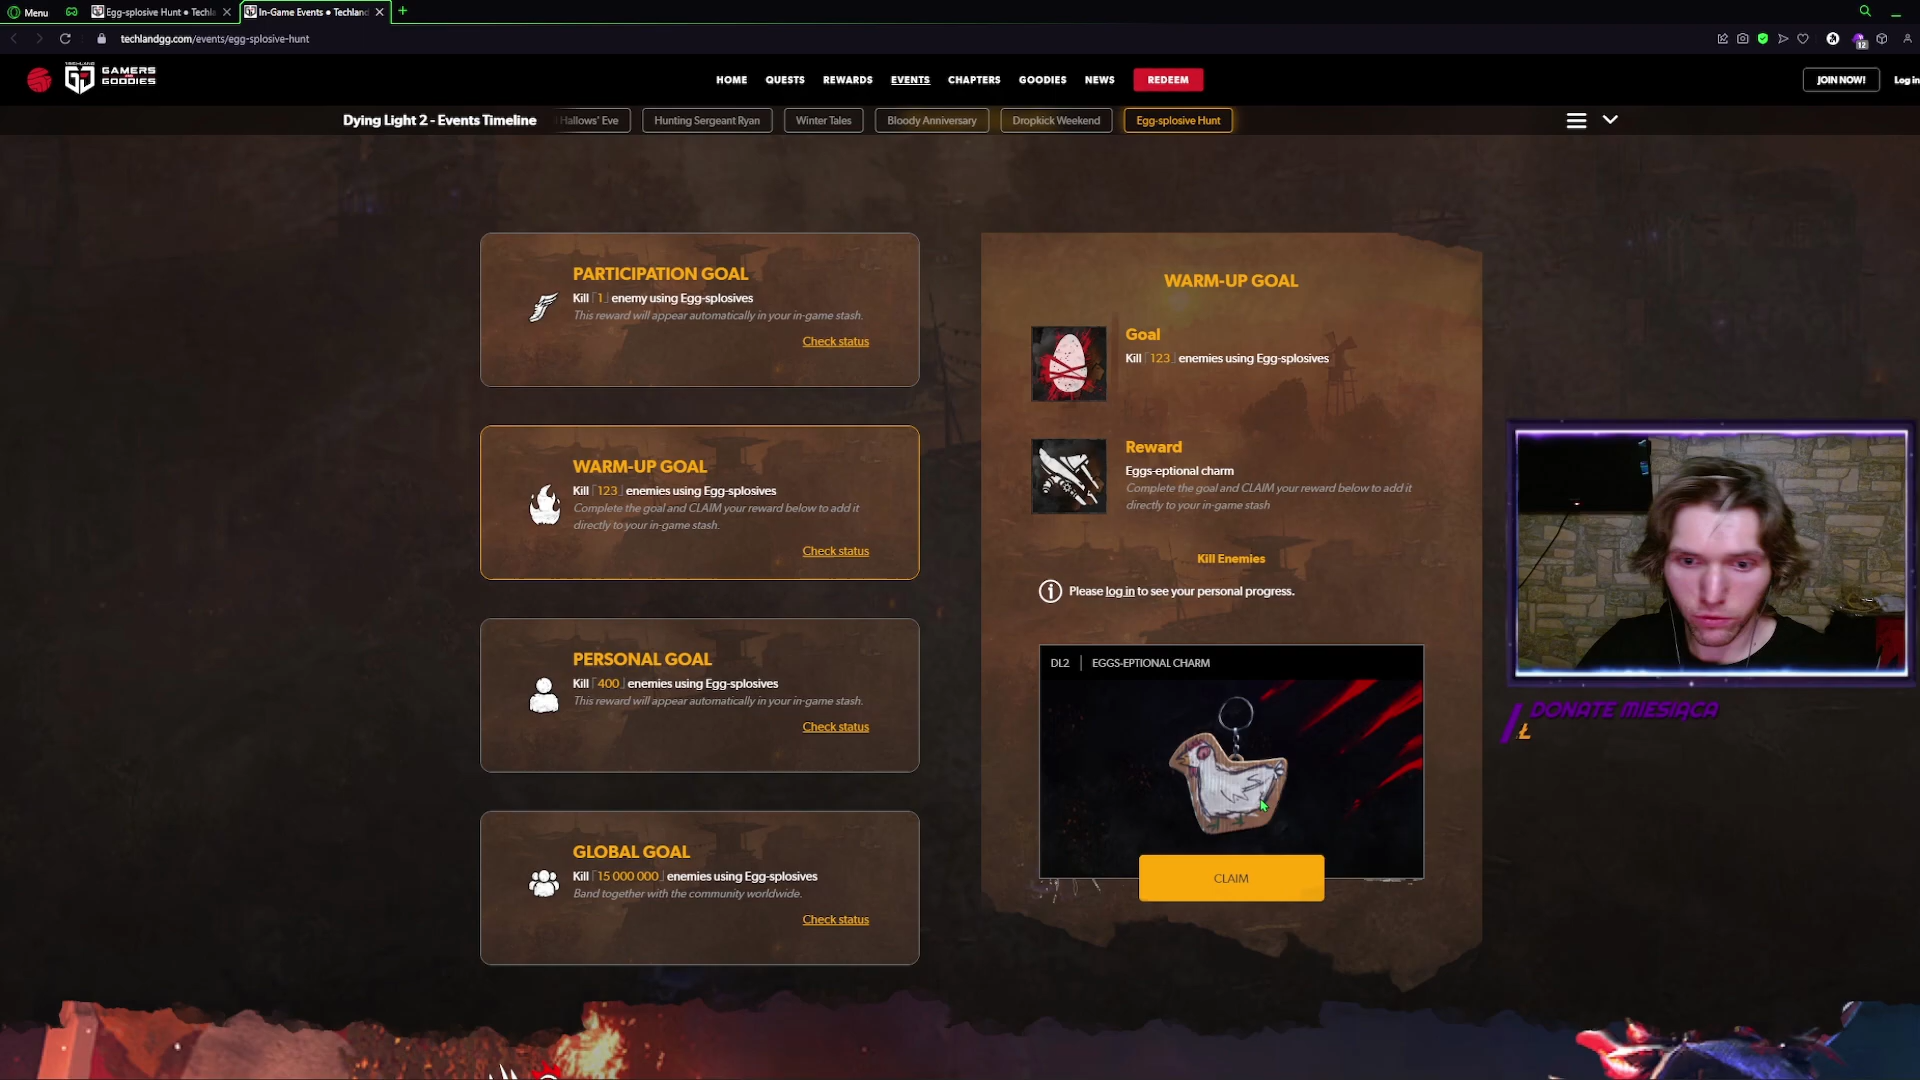 Menu
Egg-splosive Hunt • Techla
In-Game Events • Techland
techlandgg.com/events/egg-splosive-hunt
12
TECHLAND
GAMERS
GOODIES
HOME
QUESTS
REWARDS
EVENTS
CHAPTERS
GOODIES
NEWS
REDEEM
JOIN NOW!
Log in
Dying Light 2 - Events Timeline
Hallows' Eve
Hunting Sergeant Ryan
Winter Tales
Bloody Anniversary
Dropkick Weekend
Egg-splosive Hunt
PARTICIPATION GOAL
Kill「1」enemy using Egg-splosives
This reward will appear automatically in your in-game stash.
Check status
WARM-UP GOAL
Kill「123」enemies using Egg-splosives
Complete the goal and CLAIM your reward below to add it
directly to your in-game stash.
Check status
PERSONAL GOAL
Kill「400」enemies using Egg-splosives
This reward will appear automatically in your in-game stash.
Check status
GLOBAL GOAL
Kill「15 000 000」enemies using Egg-splosives
Band together with the community worldwide.
Check status
WARM-UP GOAL
Goal
Kill「123」enemies using Egg-splosives
Reward
Eggs-eptional charm
Complete the goal and CLAIM your reward below to add it
directly to your in-game stash
Kill Enemies
Please log in to see your personal progress.
DL2 | EGGS-EPTIONAL CHARM
CLAIM
DONATE MIESIĄCA
Ł